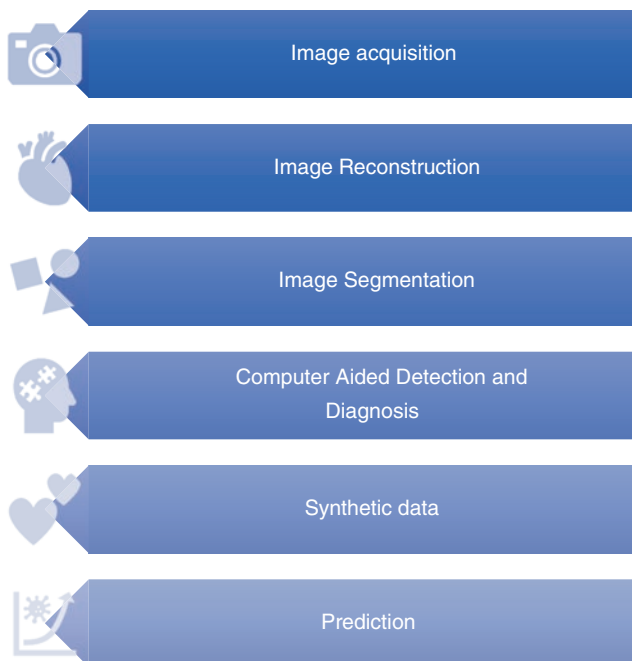 Image acquisition
Image Reconstruction
Image Segmentation
Computer Aided Detection and
Diagnosis
Synthetic data
Prediction